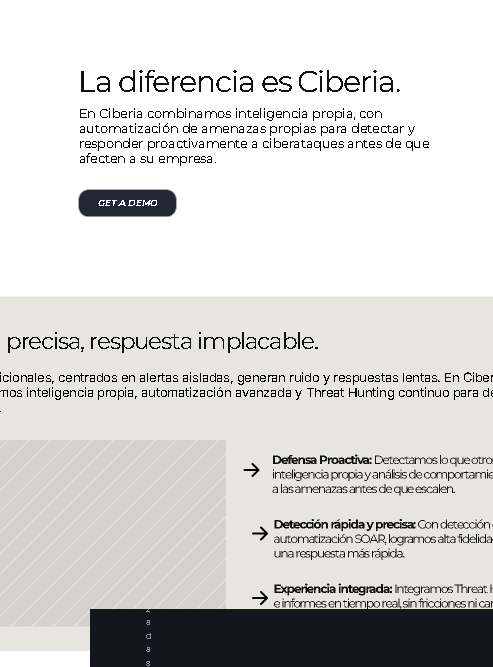 La diferencia es Ciberia.
En Ciberia combinamos inteligencia propia, con
automatización de amenazas propias para detectar y
responder proactivamente a ciberataques antes de que
afecten a su empresa.
GET A DEMO
precisa, respuesta implacable.
icionales, centrados en alertas aisladas, generan ruido y respuestas lentas. En Ciber
mos inteligencia propia, automatización avanzada y Threat Hunting continuo para de
.
→ Defensa Proactiva: Detectamos lo que otros
inteligencia propia y análisis de comportamie
a las amenazas antes de que escalen.
→ Detección rápida y precisa: Con detección
automatización SOAR, logramos alta fidelida
una respuesta más rápida.
→ Experiencia integrada: Integramos Threat H
e informes en tiempo real, sin fricciones ni car
z
a
d
a
s